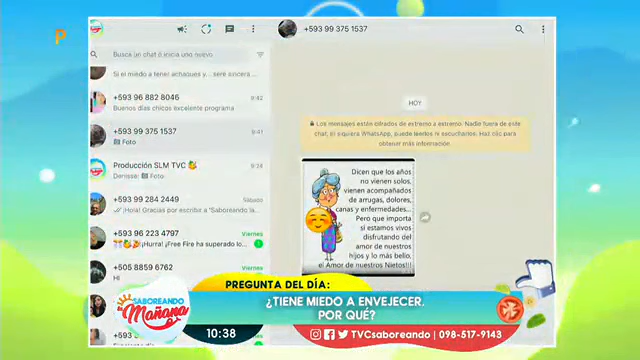 P
+593 99 375 1537
Busca un chat o inicia uno nuevo
Si el miedo a tener achaques y... seré sincera ...
+593 96 882 8046
9:42
Buenos días chicos excelente programa
+593 99 375 1537
9:41
Foto
Producción SLM TVC
Denisse: Foto
+593 99 284 2449
Sábado
¡Hola! Gracias por escribir a "Saboreando la...
+593 96 223 4797
Viernes
¡Hurra! ¡Free Fire ha superado lo...
+505 8859 6762
Viernes
Hi
HOY
Los mensajes están cifrados de extremo a extremo. Nadie fuera de este
chat, ni siquiera WhatsApp, puede leerlos ni escucharlos. Haz clic para
obtener más información.
Dicen que los años
no vienen solos,
vienen acompañados
de arrugas, dolores,
canas y enfermedades...
Pero que importa
si estamos vivos
disfrutando del
amor de nuestros
hijos y lo más bello,
el Amor de nuestros Nietos!!!
PREGUNTA DEL DÍA:
¿TIENE MIEDO A ENVEJECER,
POR QUÉ?
SABOREANDO
Mañana
10:38
TVCsaboreando | 098-517-9143